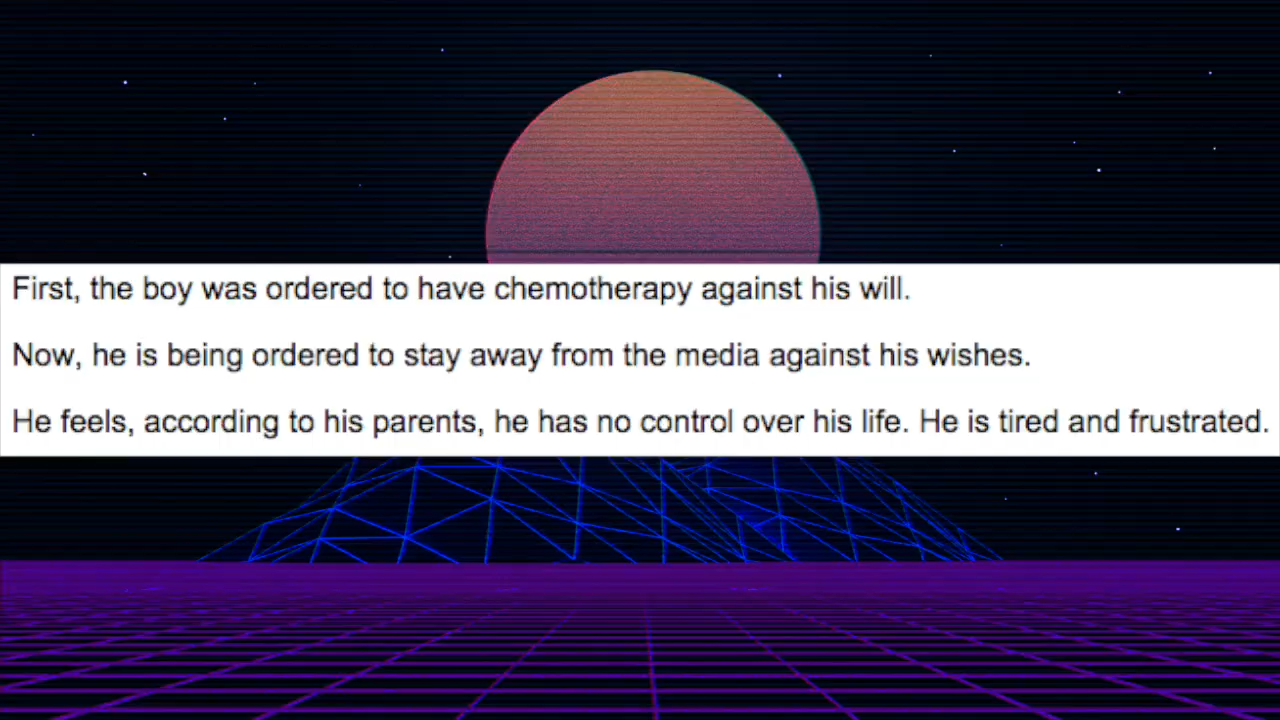 First, the boy was ordered to have chemotherapy against his will.
Now, he is being ordered to stay away from the media against his wishes.
He feels, according to his parents, he has no control over his life. He is tired and frustrated.